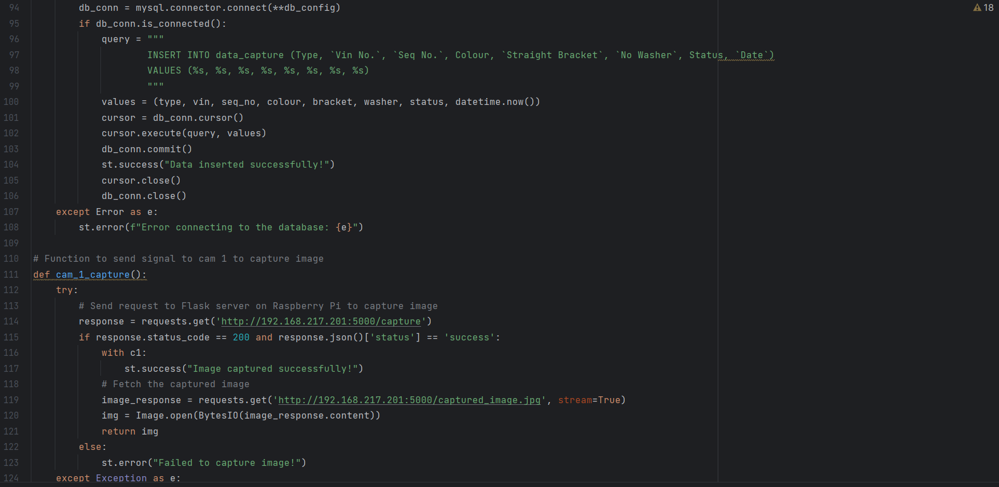 94 db_conn = mysql.connector.connect(**db_config)
⚠ 18
95 if db_conn.is_connected():
96 query = """
97 INSERT INTO data_capture (Type, `Vin No.`, `Seq No.`, Colour, `Straight Bracket`, `No Washer`, Status, `Date`)
98 VALUES (%s, %s, %s, %s, %s, %s, %s, %s)
99 """
100 values = (type, vin, seq_no, colour, bracket, washer, status, datetime.now())
101 cursor = db_conn.cursor()
102 cursor.execute(query, values)
103 db_conn.commit()
104 st.success("Data inserted successfully!")
105 cursor.close()
106 db_conn.close()
107 except Error as e:
108 st.error(f"Error connecting to the database: {e}")
109
110 # Function to send signal to cam 1 to capture image
111 def cam_1_capture():
112 try:
113 # Send request to Flask server on Raspberry Pi to capture image
114 response = requests.get('http://192.168.217.201:5000/capture')
115 if response.status_code == 200 and response.json()['status'] == 'success':
116 with c1:
117 st.success("Image captured successfully!")
118 # Fetch the captured image
119 image_response = requests.get('http://192.168.217.201:5000/captured_image.jpg', stream=True)
120 img = Image.open(BytesIO(image_response.content))
121 return img
122 else:
123 st.error("Failed to capture image!")
124 except Exception as e: